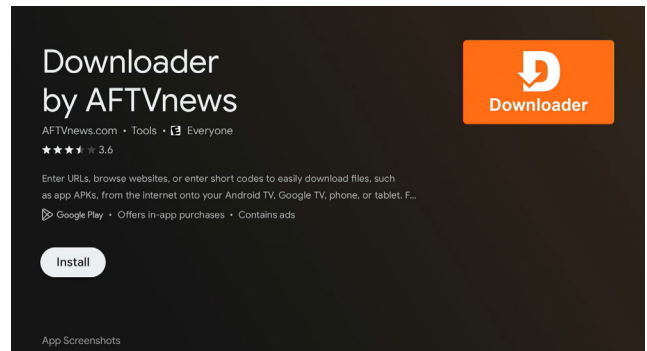 Downloader
by AFTVnews
AFTVnews.com • Tools • E Everyone
3.6
Enter URLs, browse websites, or enter short codes to easily download files, such
as app APKs, from the internet onto your Android TV, Google TV, phone, or tablet. F...
Google Play • Offers in-app purchases • Contains ads
Install
App Screenshots
D
Downloader